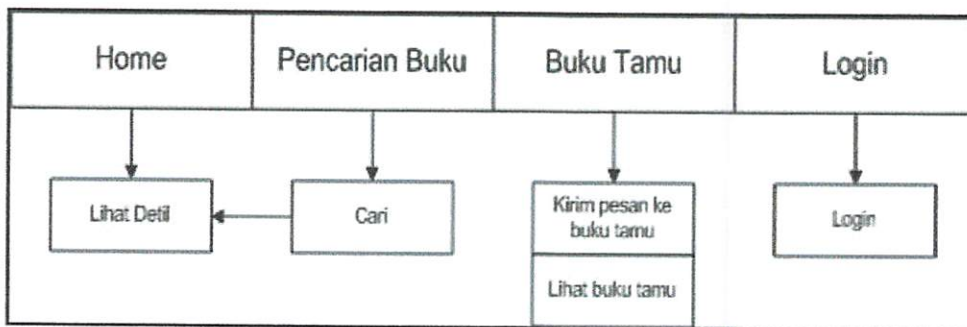 Home
Pencarian Buku
Buku Tamu
Login
Lihat Detil
Cari
Kirim pesan ke
buku tamu
Lihat buku tamu
Login